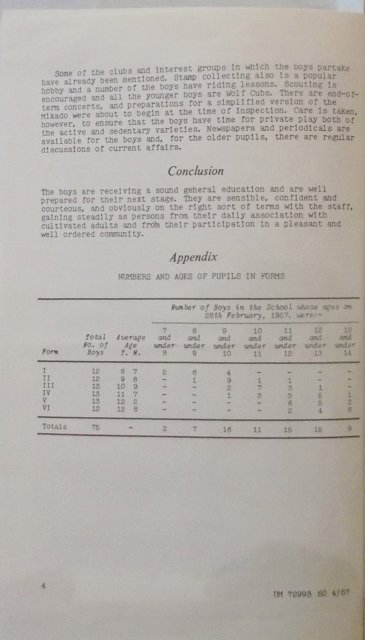 Some of the clubs and interest groups in which the boys partake
have already been mentioned. Stamp collecting also is a popular
hobby and a number of the boys have riding lessons. Scouting is
encouraged and all the younger boys are Wolf Cubs. There are end-of-
term concerts, and preparations for a simplified version of the
Mikado were about to begin at the time of inspection. Care is taken,
however, to ensure that the boys have time for private play both of
the active and sedentary varieties. Newspapers and periodicals are
available for the boys and, for the older pupils, there are regular
discussions of current affairs.
Conclusion
The boys are receiving a sound general education and are well
prepared for their next stage. They are sensible, confident and
courteous, and obviously on the right sort of terms with the staff,
gaining steadily as persons from their daily association with
cultivated adults and from their participation in a pleasant and
well ordered community.
Appendix
NUMBERS AND AGES OF PUPILS IN FORMS
Number of Boys in the School whose ages on
28th February, 1957, were:-
7 8 9 10 11 12 13
Total Average and and and and and and and
No. of Age under under under under under under under
Form Boys Y. M. 8 9 10 11 12 13 14
I 12 8 7 2 6 4 - - - -
II 12 9 8 - 1 9 1 1 - -
III 13 10 9 - - 2 7 3 1 -
IV 13 11 7 - - 1 3 3 5 1
V 13 12 2 - - - - 6 5 2
VI 12 12 8 - - - - 2 4 6
Totals 75 - 2 7 16 11 15 15 9
4
DM 72993 50 4/57